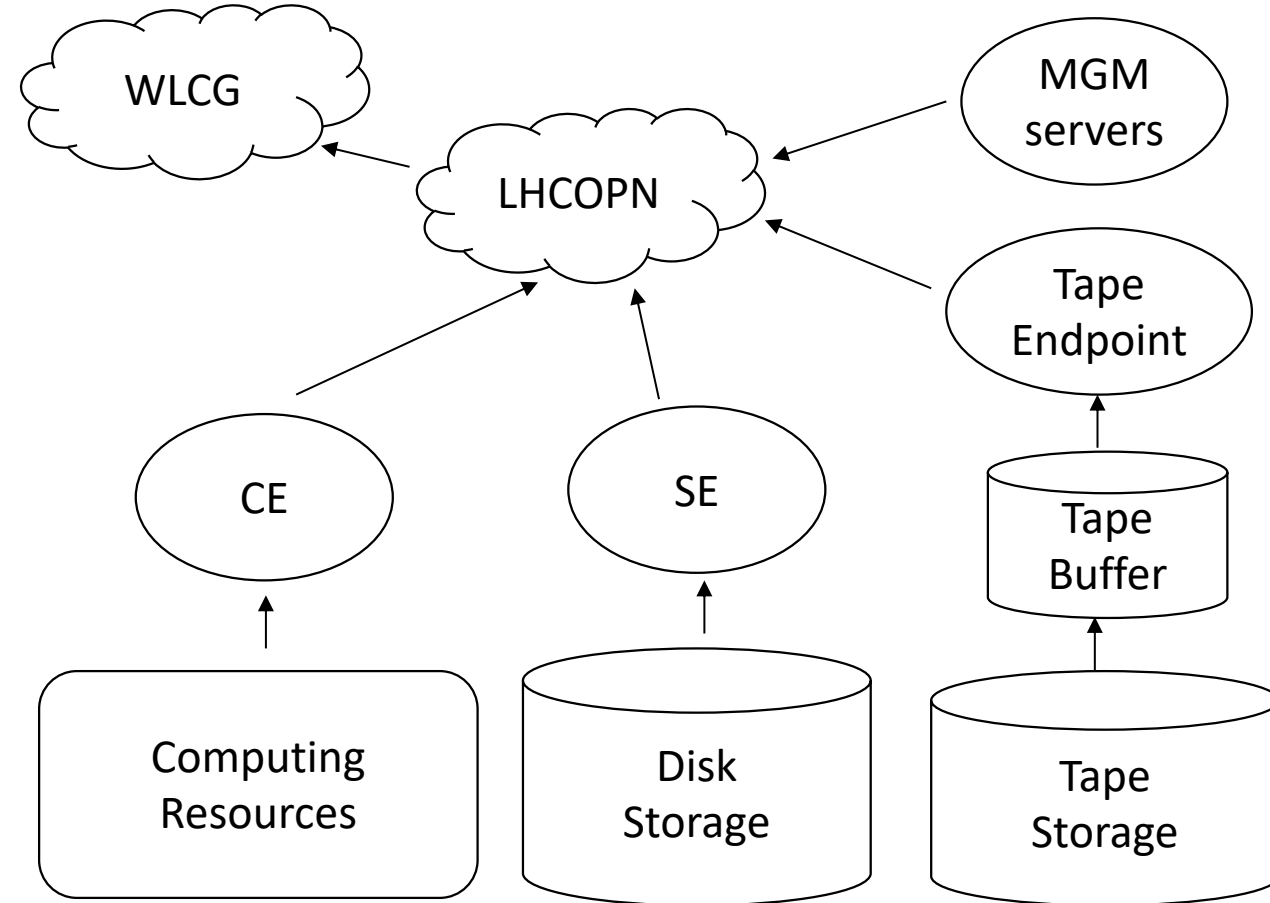 WLCG
MGM
servers
LHCOPN
Tape
Endpoint
CE
SE
Tape
Buffer
Computing
Resources
Disk
Storage
Tape
Storage